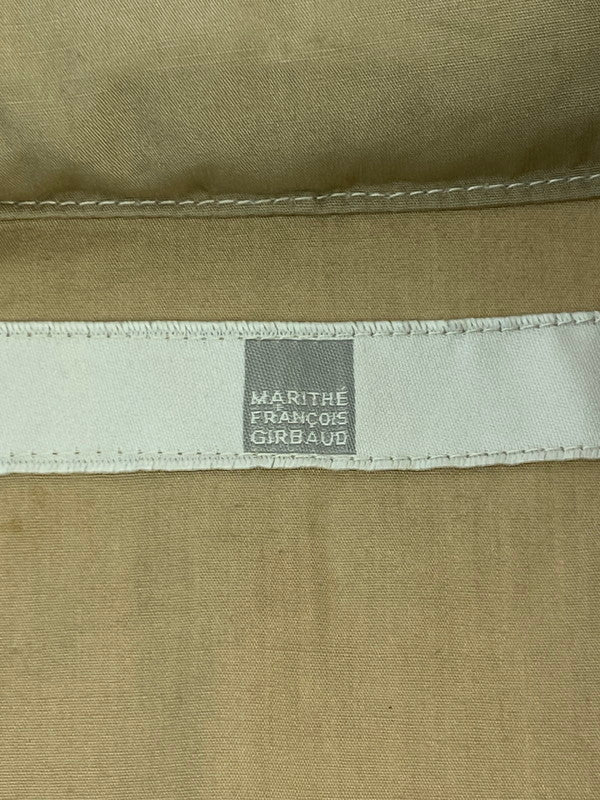 MARITHÉ
+
FRANÇOIS
GIRBAUD